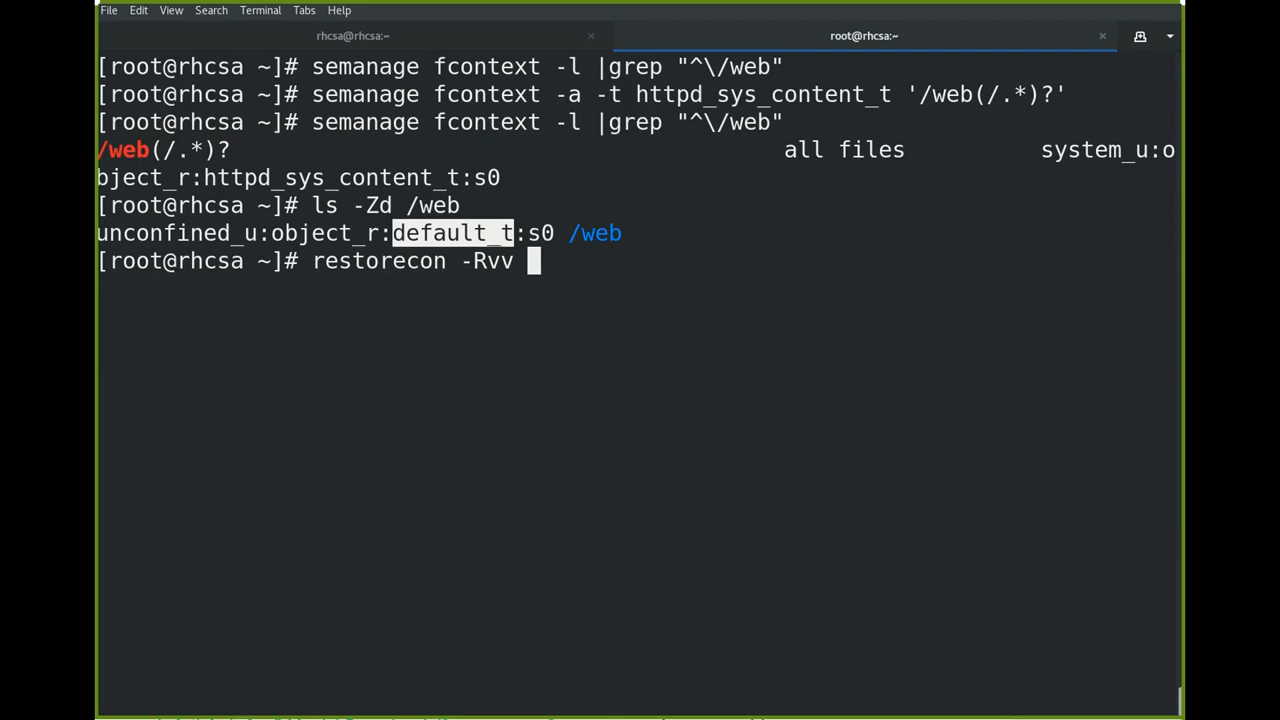 File Edit View Search Terminal Tabs Help
rhcsa@rhcsa:~ × root@rhcsa:~ ×
[root@rhcsa ~]# semanage fcontext -l |grep "^\/web"
[root@rhcsa ~]# semanage fcontext -a -t httpd_sys_content_t '/web(/.*)?'
[root@rhcsa ~]# semanage fcontext -l |grep "^\/web"
/web(/.*)? all files system_u:o
bject_r:httpd_sys_content_t:s0
[root@rhcsa ~]# ls -Zd /web
unconfined_u:object_r:default_t:s0 /web
[root@rhcsa ~]# restorecon -Rvv